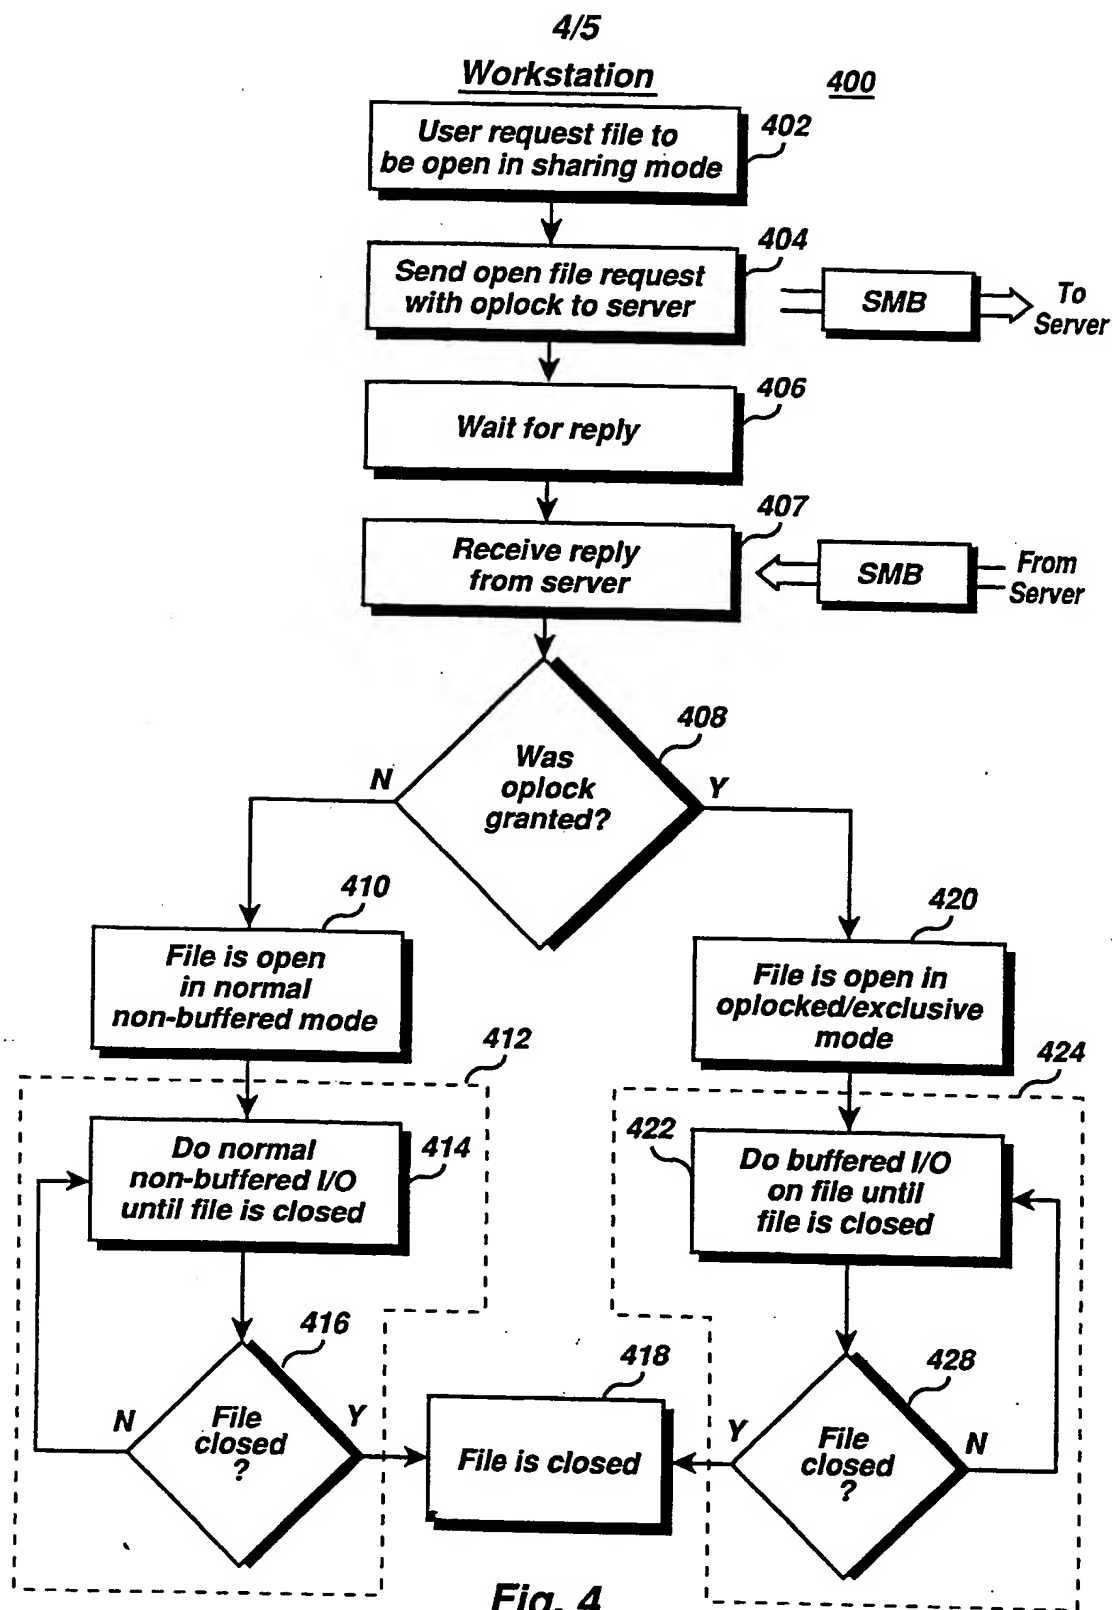 4/5
Workstation
400
User request file to
be open in sharing mode
402
Send open file request
with oplock to server
404
SMB
To
Server
Wait for reply
406
Receive reply
from server
407
SMB
From
Server
Was
oplock
granted?
408
N
Y
File is open
in normal
non-buffered mode
410
File is open in
oplocked/exclusive
mode
420
412
424
Do normal
non-buffered I/O
until file is closed
414
422
Do buffered I/O
on file until
file is closed
File
closed
?
416
N
Y
File is closed
418
File
closed
?
428
Y
N
Fig. 4